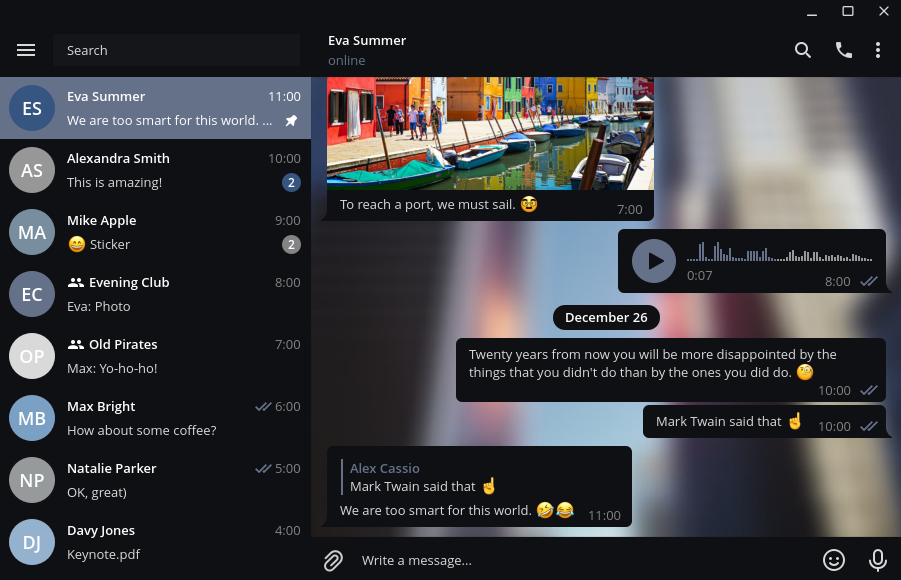 Search
Eva Summer
online
ES
Eva Summer
11:00
We are too smart for this world. ...
AS
Alexandra Smith
10:00
This is amazing!
2
MA
Mike Apple
9:00
😄 Sticker
2
EC
Evening Club
8:00
Eva: Photo
OP
Old Pirates
7:00
Max: Yo-ho-ho!
MB
Max Bright
6:00
How about some coffee?
NP
Natalie Parker
5:00
OK, great)
DJ
Davy Jones
4:00
Keynote.pdf
To reach a port, we must sail. 🥸
7:00
0:07
8:00
December 26
Twenty years from now you will be more disappointed by the
things that you didn't do than by the ones you did do. 🧐
10:00
Mark Twain said that ☝
10:00
Alex Cassio
Mark Twain said that ☝
We are too smart for this world. 🤣😂
11:00
Write a message...